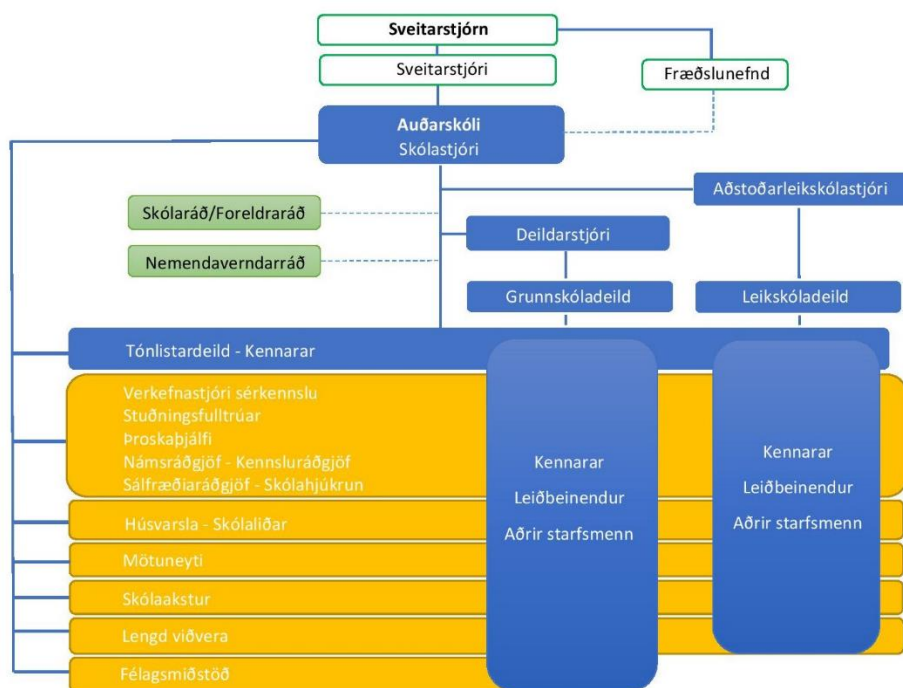 Sveitarstjórn
Sveitarstjóri
Fræðslunefnd
Auðarskóli
Skólastjóri
Aðstoðarleikskólastjóri
Skólaráð/Foreldraráð
Deildarstjóri
Nemendaverndarráð
Grunnskóladeild
Leikskóladeild
Tónlistardeild - Kennarar
Verkefnastjóri sérkennslu
Stuðningsfulltrúar
Þroskaþjálfi
Námsráðgjöf - Kennsluráðgjöf
Sálfræðiaráðgjöf - Skólahjúkrun
Húsvarsla - Skólaliðar
Mötuneyti
Skólaakstur
Lengd viðvera
Félagsmiðstöð
Kennarar
Leiðbeinendur
Aðrir starfsmenn
Kennarar
Leiðbeinendur
Aðrir starfsmenn